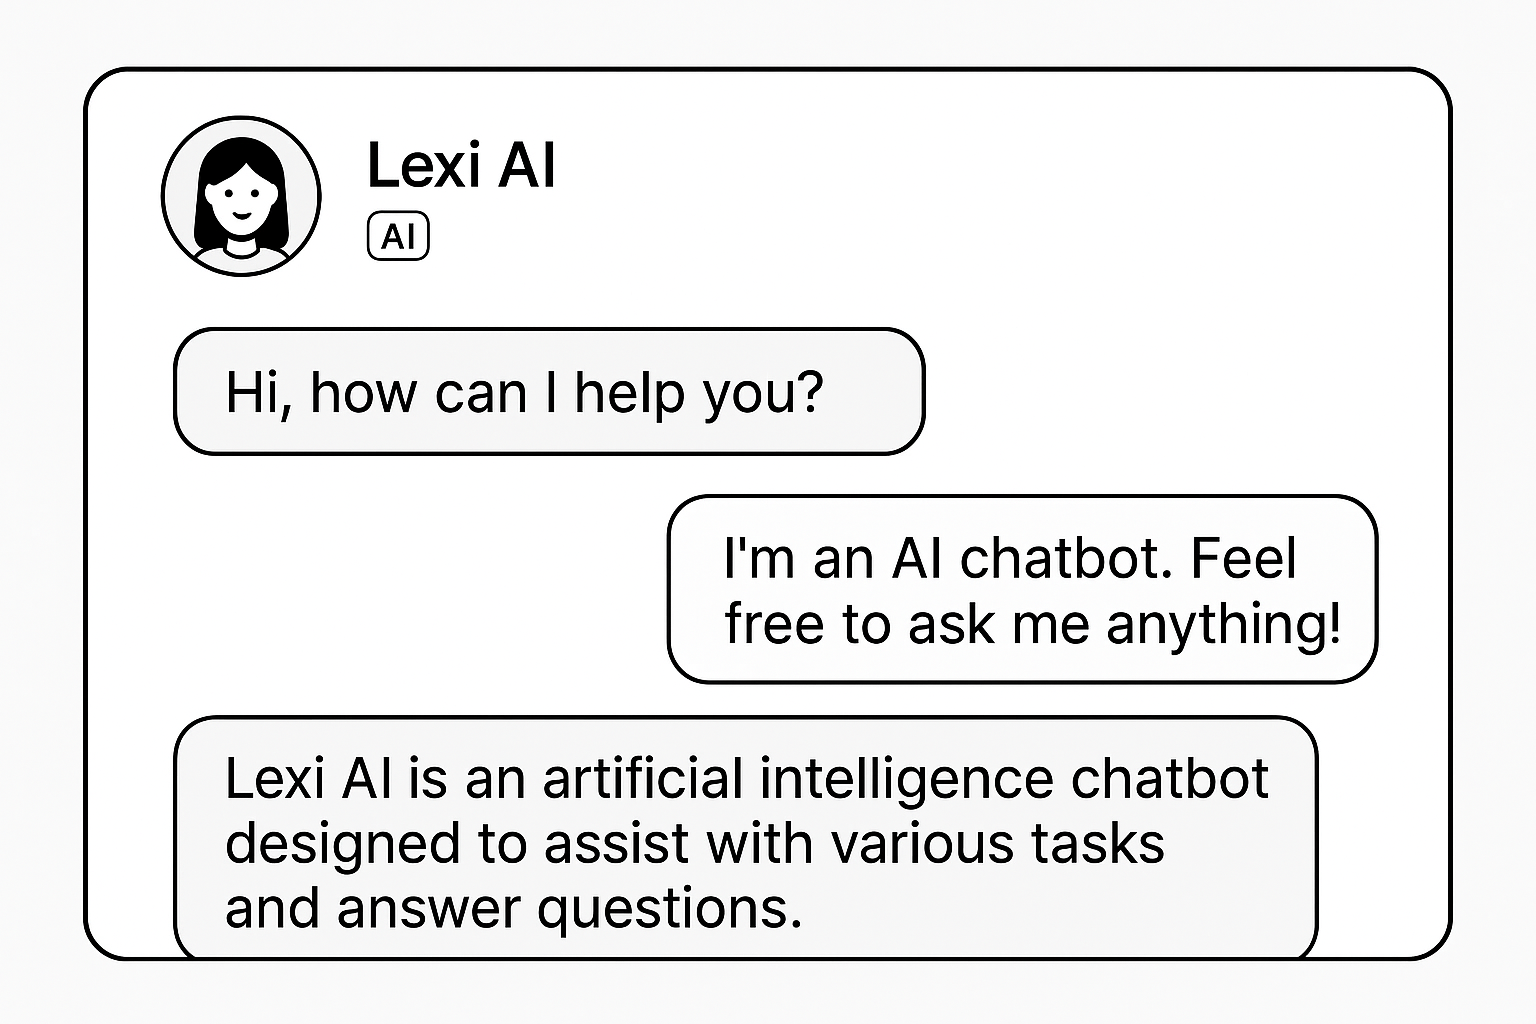 Lexi AI
AI
Hi, how can I help you?
I'm an AI chatbot. Feel
free to ask me anything!
Lexi AI is an artificial intelligence chatbot
designed to assist with various tasks
and answer questions.